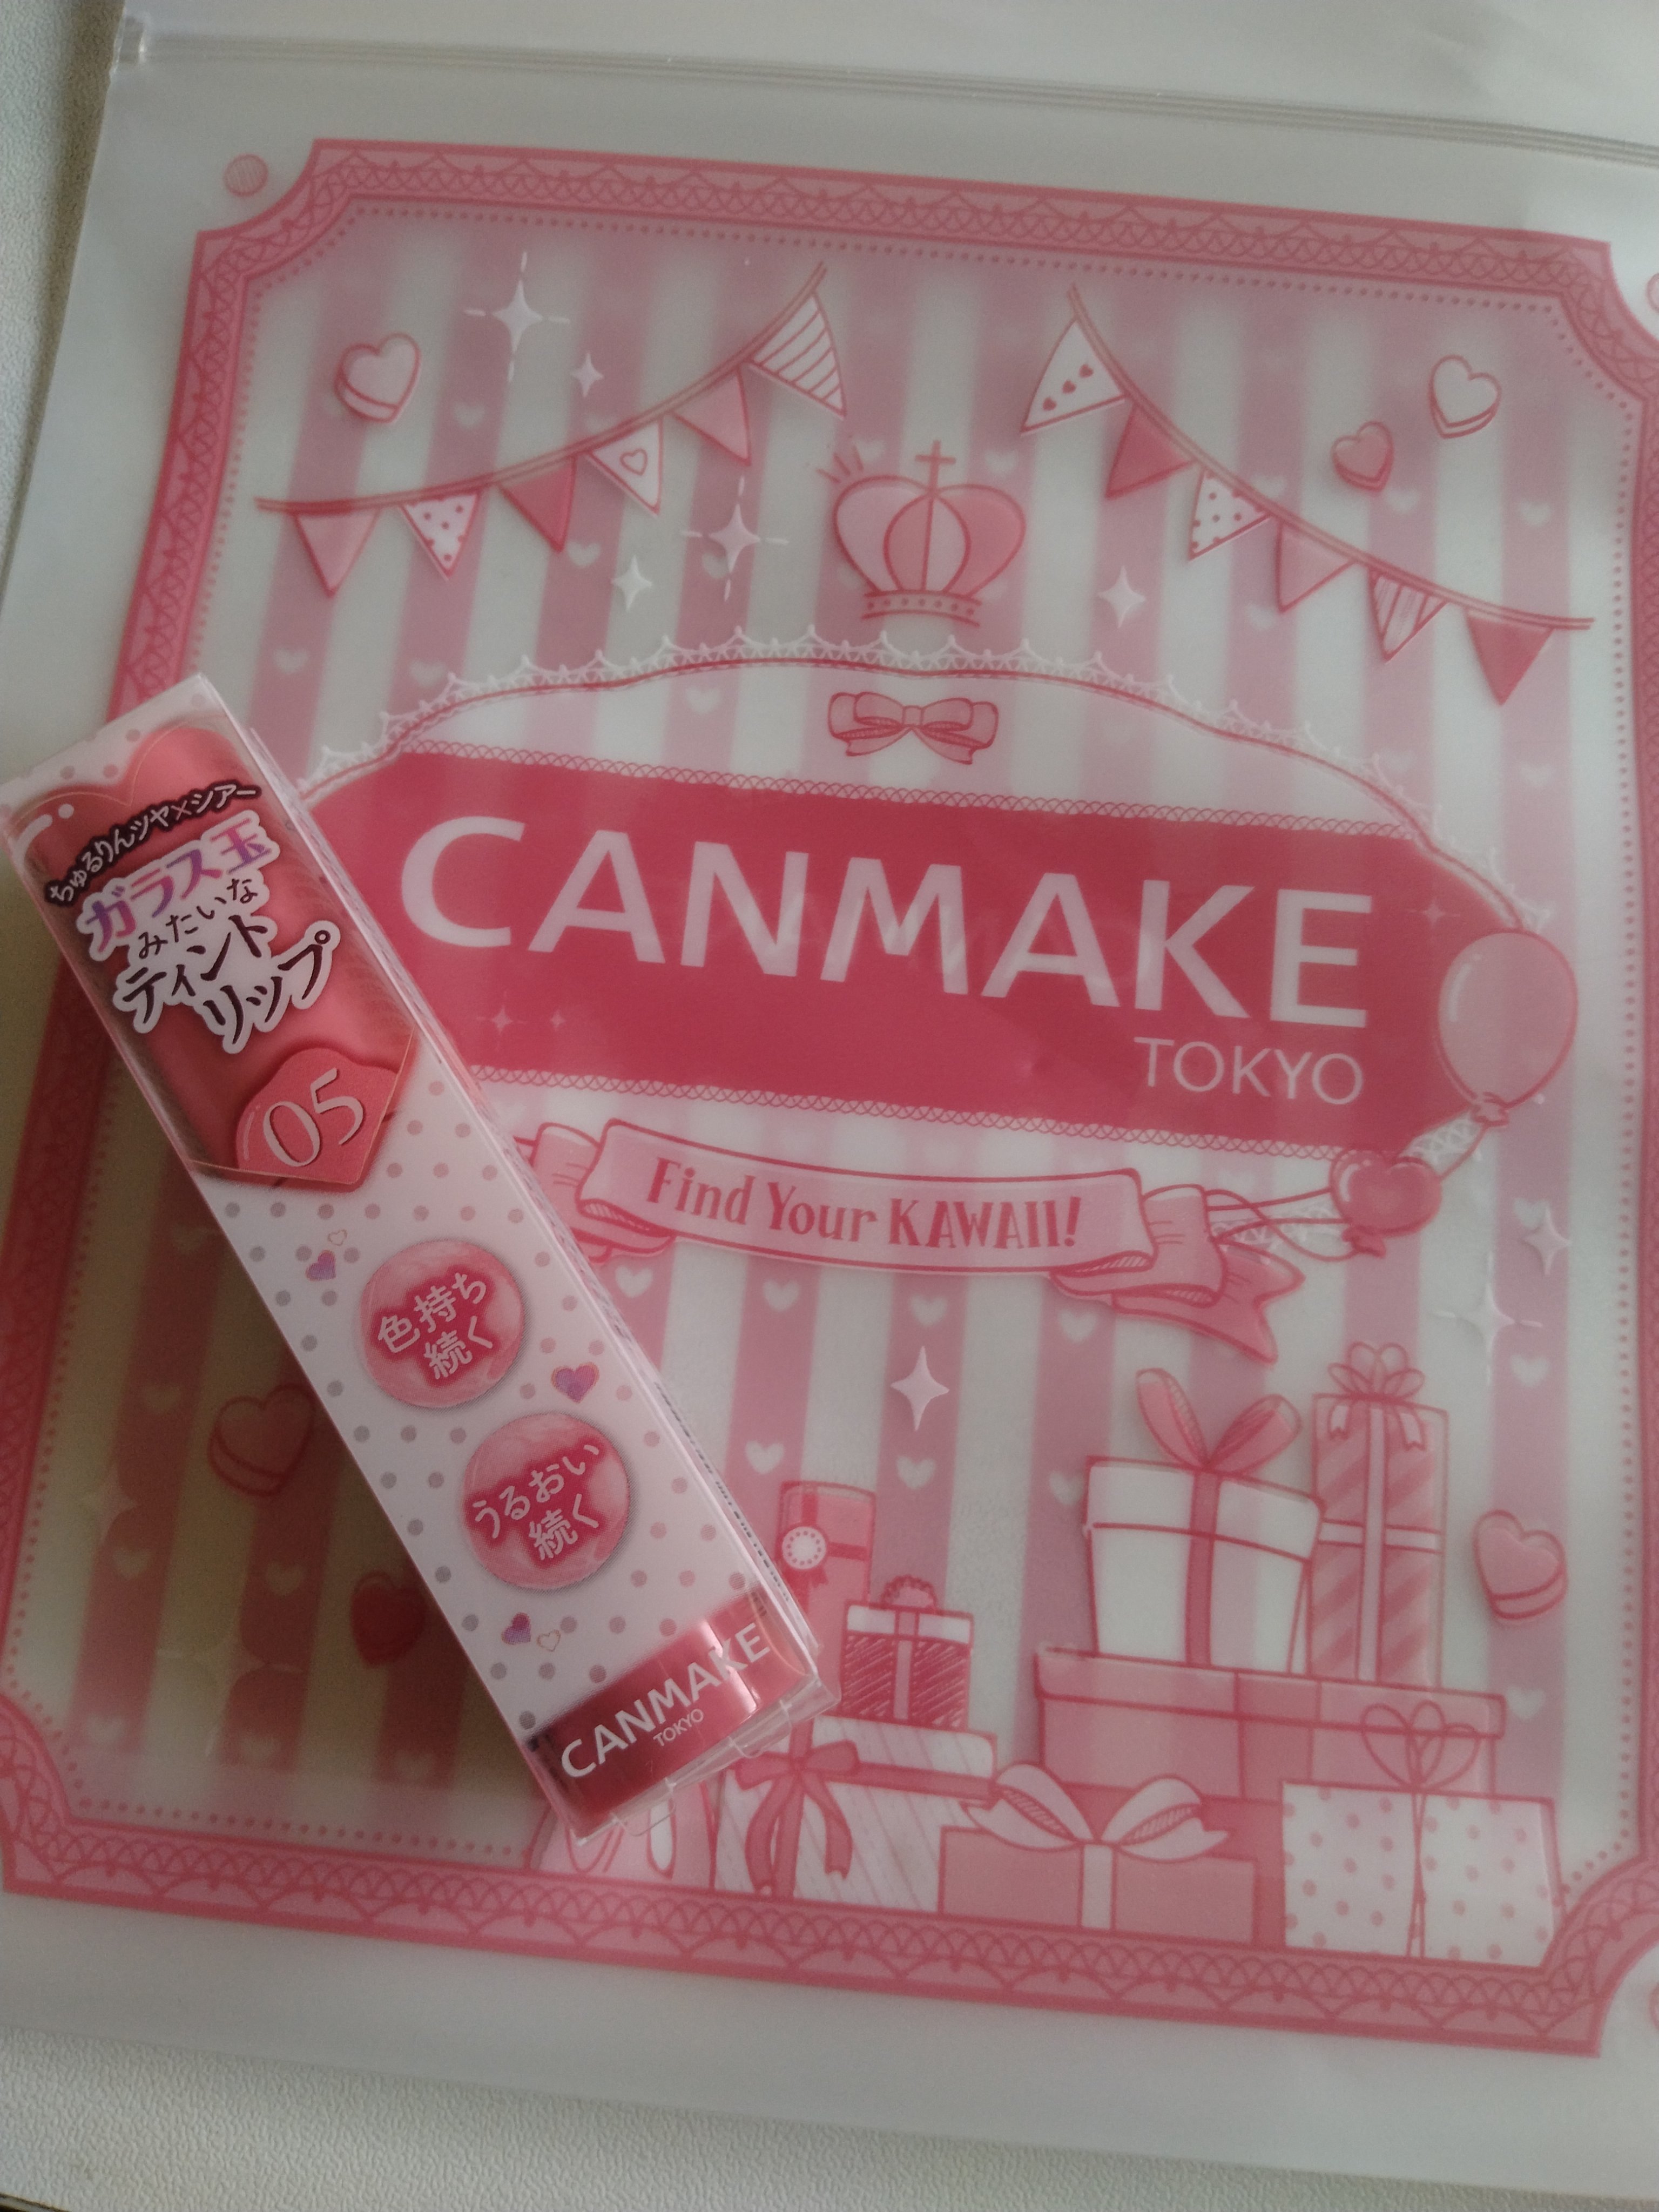 CANMAKE
TOKYO
Find Your KAWAII!
ちゅるりんツヤ×シアー
ガラス玉
みたいな
ティント
リップ
05
色持ち
続く
うるおい
続く
CANMAKE
TOKYO